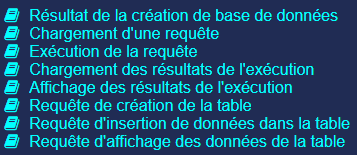 Résultat de la création de base de données
Chargement d'une requête
Exécution de la requête
Chargement des résultats de l'exécution
Affichage des résultats de l'exécution
Requête de création de la table
Requête d'insertion de données dans la table
Requête d'affichage des données de la table